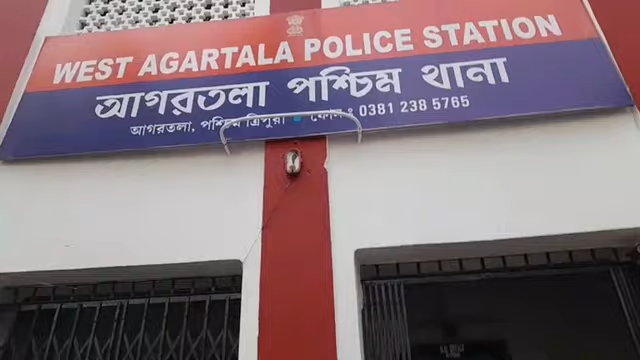 WEST AGARTALA POLICE STATION
আগরতলা পশ্চিম থানা
আগরতলা, পশ্চিম ত্রিপুরা ফোন : 0381 238 5765